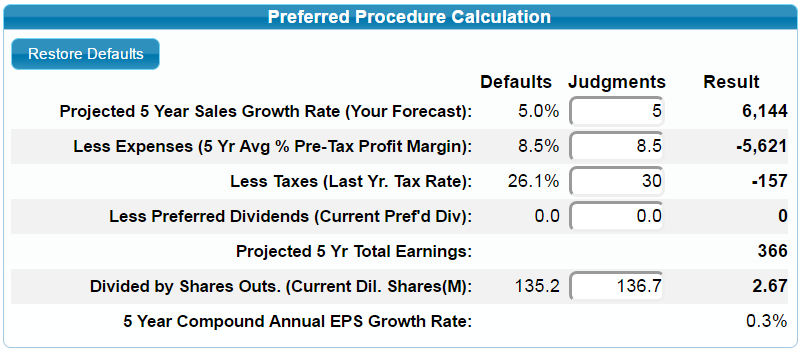 Preferred Procedure Calculation
Restore Defaults
Defaults Judgments Result
Projected 5 Year Sales Growth Rate (Your Forecast): 5.0% 5 6,144
Less Expenses (5 Yr Avg % Pre-Tax Profit Margin): 8.5% 8.5 -5,621
Less Taxes (Last Yr. Tax Rate): 26.1% 30 -157
Less Preferred Dividends (Current Pref'd Div): 0.0 0.0 0
Projected 5 Yr Total Earnings: 366
Divided by Shares Outs. (Current Dil. Shares(M): 135.2 136.7 2.67
5 Year Compound Annual EPS Growth Rate: 0.3%